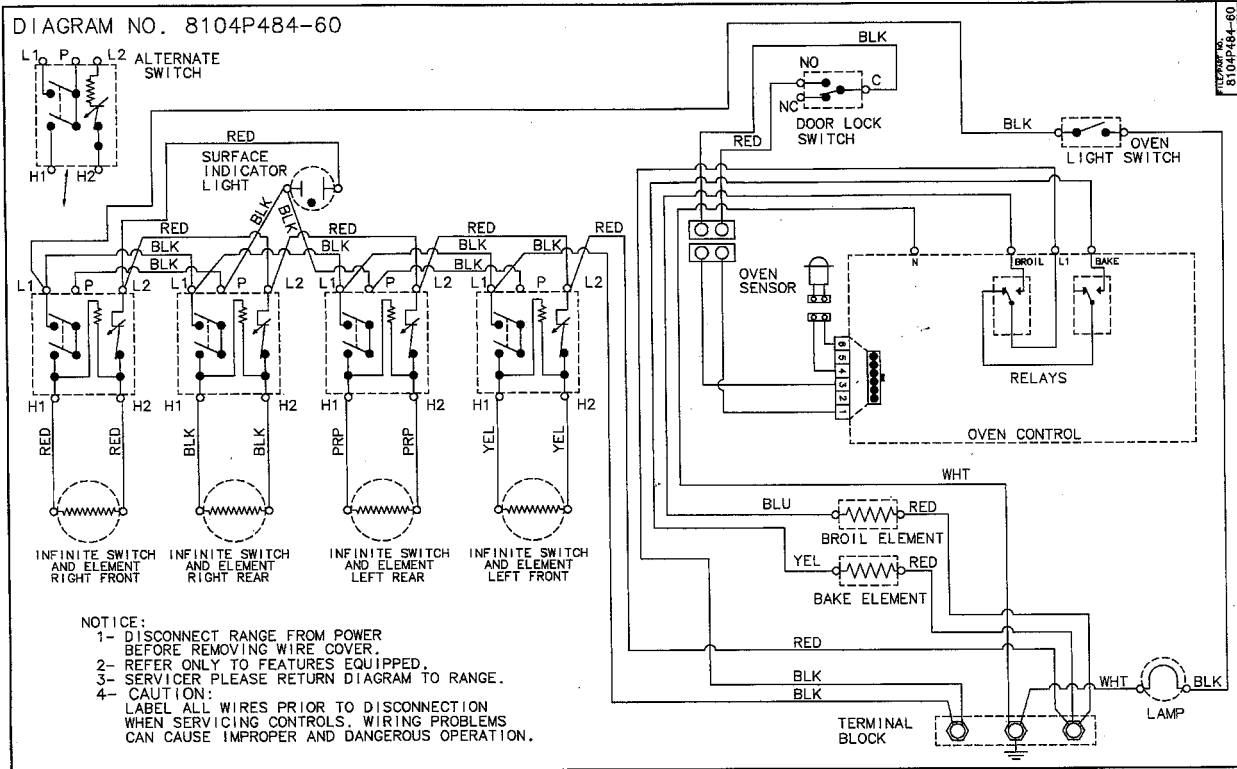 DIAGRAM NO. 8104P484-60
FILE/PART NO.
8104P484-60
L1 P L2 ALTERNATE
SWITCH
H1 H2
RED
SURFACE
INDICATOR
LIGHT
BLK
BLK
BLK
NO
C
NC
DOOR LOCK
SWITCH
RED
BLK
OVEN
LIGHT SWITCH
RED
RED
RED
BLK
BLK
BLK
BLK
BLK
L1 P L2
L1 P L2
L1 P L2
L1 P L2
H1 H2
H1 H2
H1 H2
H1 H2
RED
RED
BLK
BLK
PRP
PRP
YEL
YEL
INFINITE SWITCH
AND ELEMENT
RIGHT FRONT
INFINITE SWITCH
AND ELEMENT
RIGHT REAR
INFINITE SWITCH
AND ELEMENT
LEFT REAR
INFINITE SWITCH
AND ELEMENT
LEFT FRONT
OVEN
SENSOR
N
BROIL
L1
BAKE
6
5
4
3
2
1
RELAYS
OVEN CONTROL
WHT
BLU
RED
BROIL ELEMENT
YEL
RED
BAKE ELEMENT
RED
BLK
BLK
WHT
BLK
LAMP
TERMINAL
BLOCK
NOTICE:
1- DISCONNECT RANGE FROM POWER
BEFORE REMOVING WIRE COVER.
2- REFER ONLY TO FEATURES EQUIPPED.
3- SERVICER PLEASE RETURN DIAGRAM TO RANGE.
4- CAUTION:
LABEL ALL WIRES PRIOR TO DISCONNECTION
WHEN SERVICING CONTROLS. WIRING PROBLEMS
CAN CAUSE IMPROPER AND DANGEROUS OPERATION.